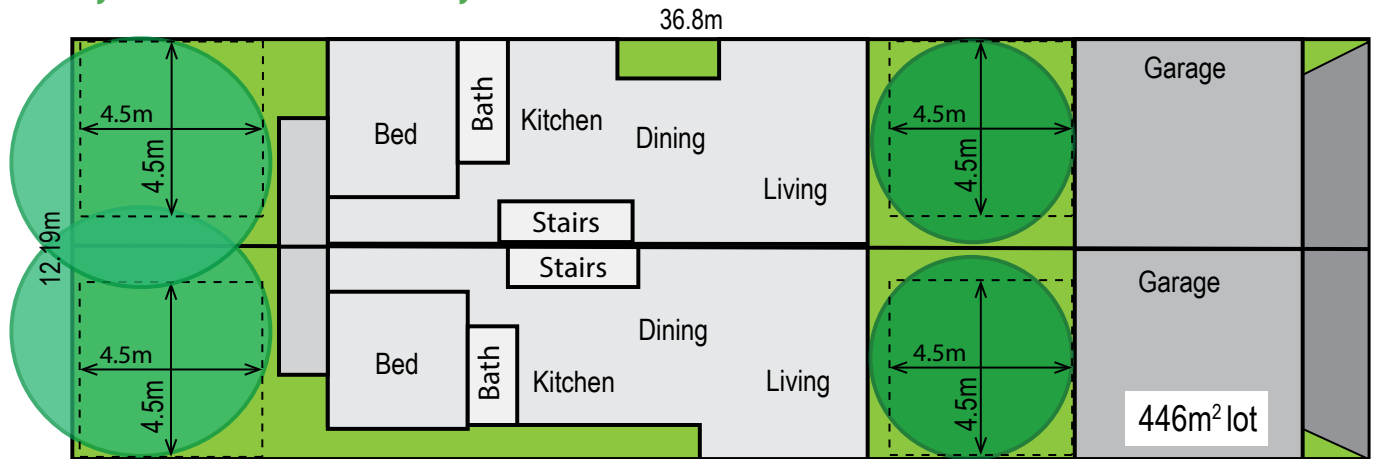 36.8m
Garage
4.5m
4.5m
Bed
Bath
Kitchen
Dining
4.5m
4.5m
Living
Stairs
12.19m
Stairs
Garage
4.5m
4.5m
Bed
Bath
Kitchen
Dining
Living
4.5m
4.5m
446m² lot